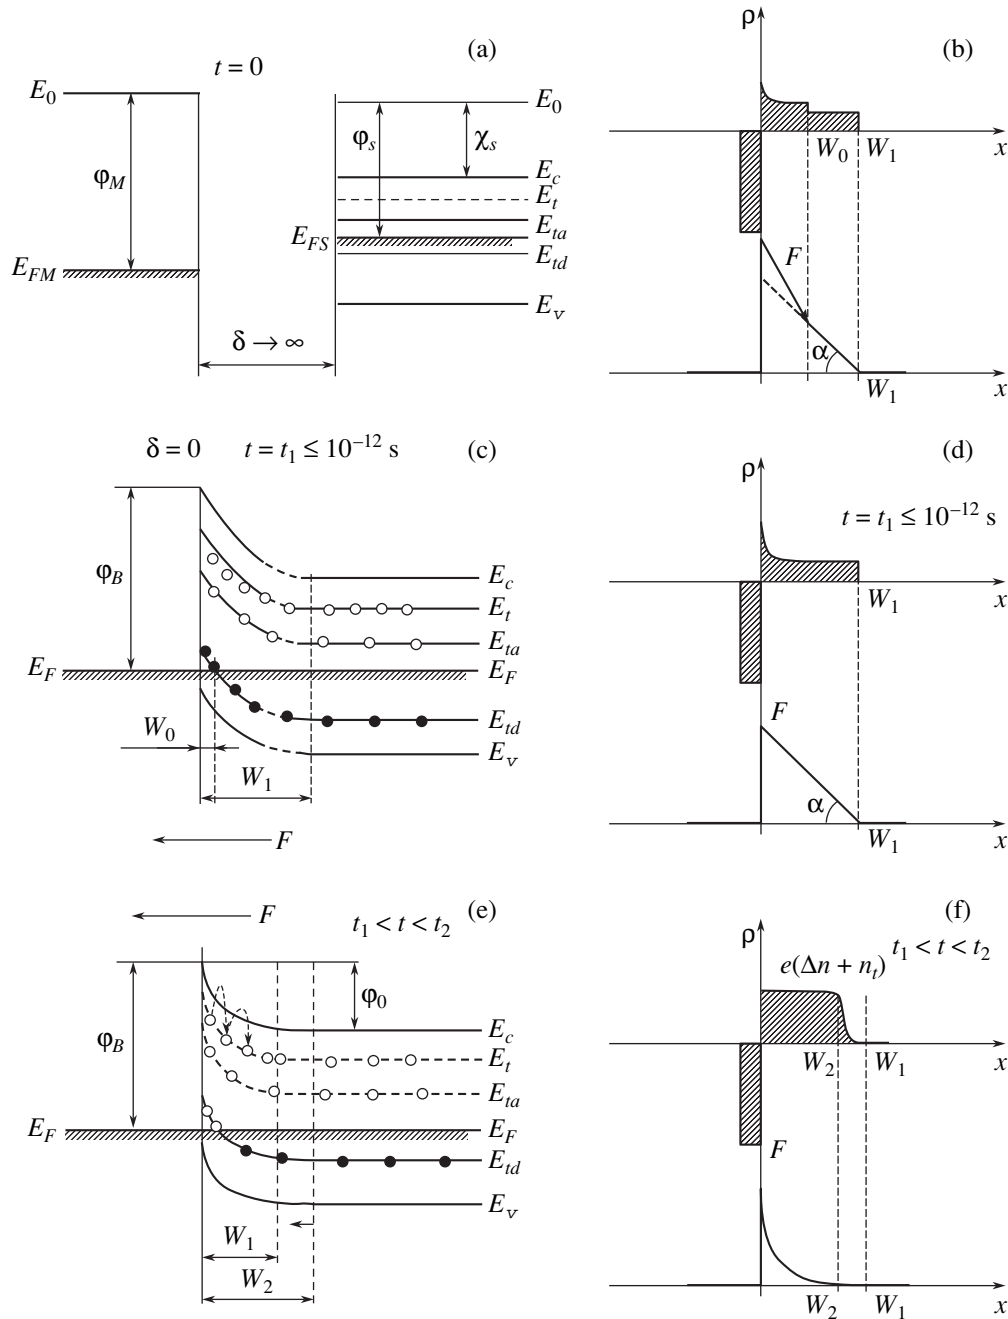 (a)
t = 0
E0
E0
φM
φs
χs
Ec
Et
Eta
EFS
Etd
EFM
Ev
δ → ∞
(b)
ρ
W0 W1 x
F
α
W1 x
(c)
δ = 0 t = t1 ≤ 10−12 s
φB
Ec
Et
Eta
EF EF
Etd
W0
Ev
W1
F
(d)
ρ
t = t1 ≤ 10−12 s
W1 x
F
α
W1 x
(e)
F
t1 < t < t2
φ0
φB
Ec
Et
Eta
EF EF
Etd
Ev
W1
W2
(f)
ρ
t1 < t < t2
e(Δn + nt)
W2 W1 x
F
W2 W1 x